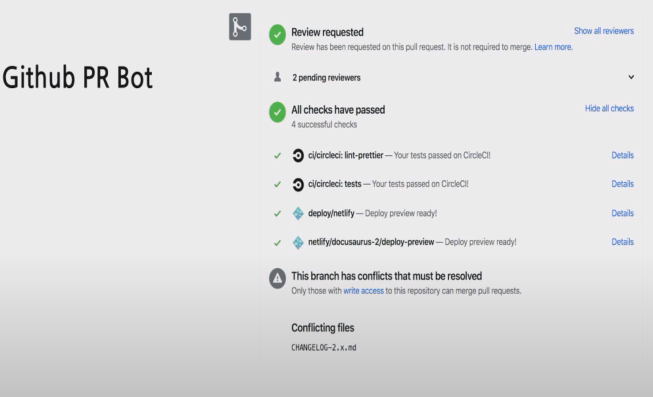 Github PR Bot
Review requested
Show all reviewers
Review has been requested on this pull request. It is not required to merge. Learn more.
2 pending reviewers
All checks have passed
Hide all checks
4 successful checks
ci/circleci: lint-prettier — Your tests passed on CircleCI!
Details
ci/circleci: tests — Your tests passed on CircleCI!
Details
deploy/netlify — Deploy preview ready!
Details
netlify/docusaurus-2/deploy-preview — Deploy preview ready!
Details
This branch has conflicts that must be resolved
Only those with write access to this repository can merge pull requests.
Conflicting files
CHANGELOG-2.x.md